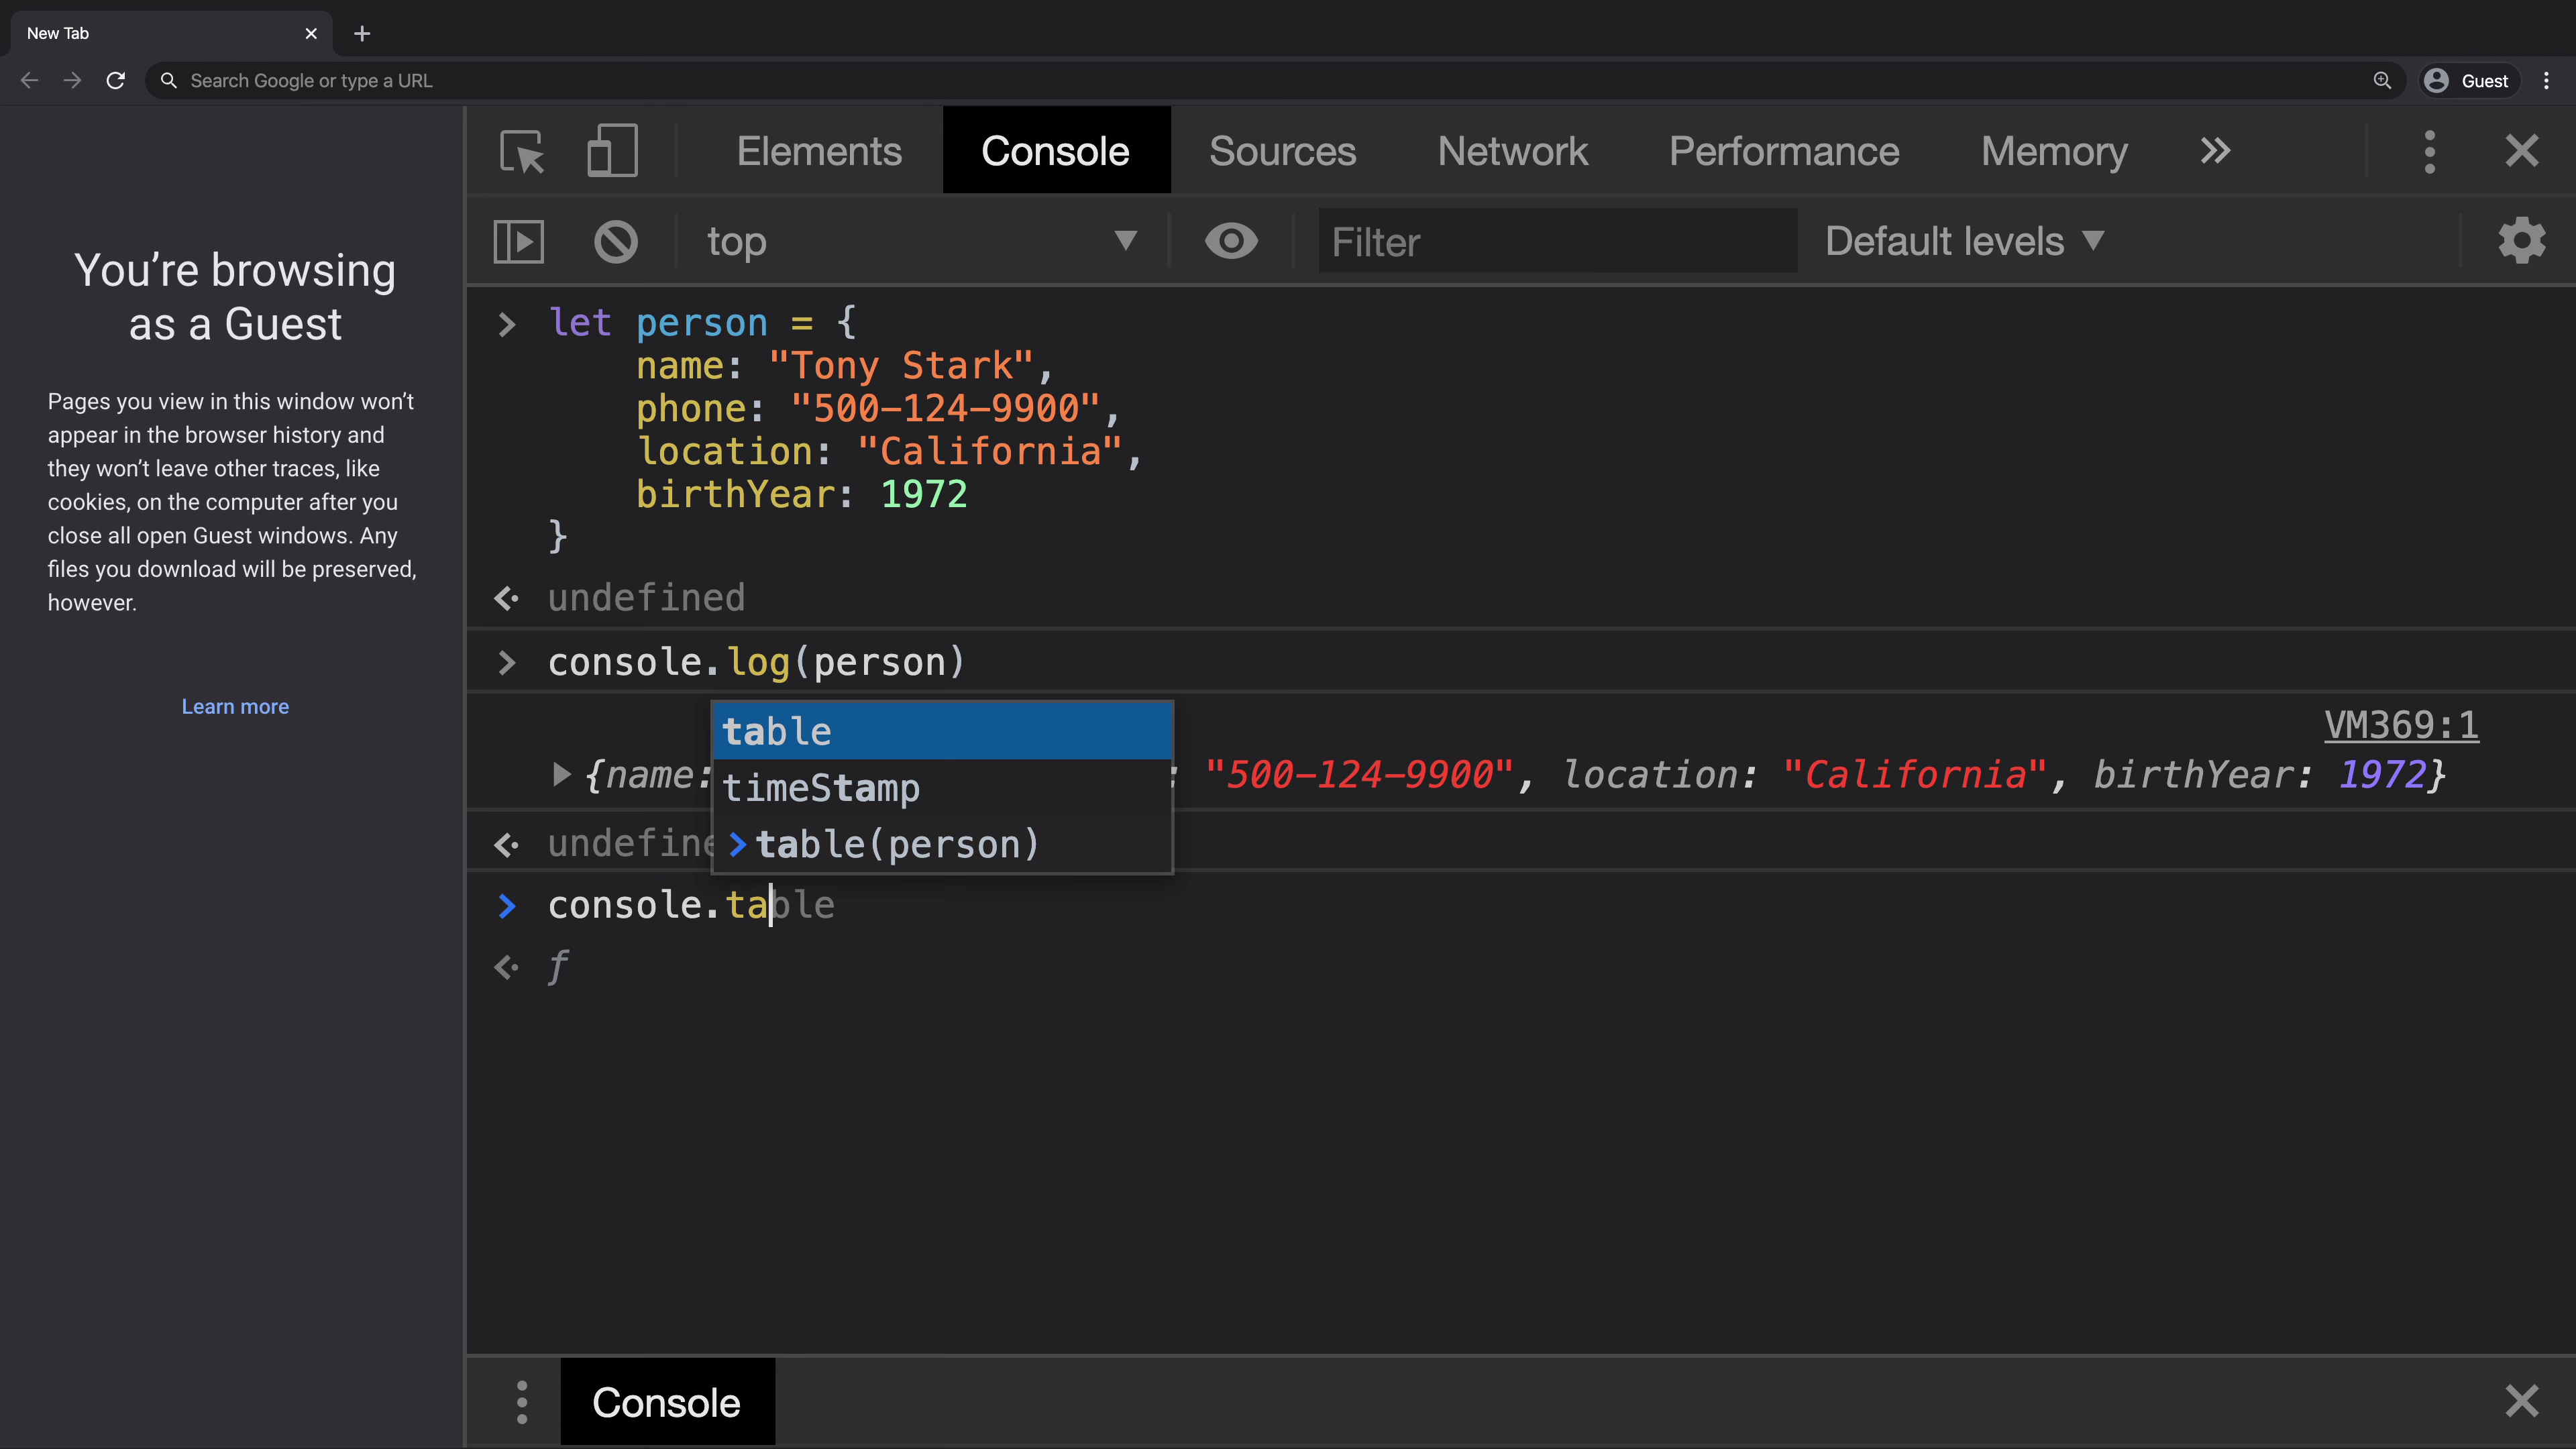 New Tab
Search Google or type a URL
Guest
You’re browsing
as a Guest
Pages you view in this window won’t
appear in the browser history and
they won’t leave other traces, like
cookies, on the computer after you
close all open Guest windows. Any
files you download will be preserved,
however.
Learn more
Elements Console Sources Network Performance Memory
top Filter Default levels
let person = {
name: "Tony Stark",
phone: "500-124-9900",
location: "California",
birthYear: 1972
}
undefined
console.log(person)
VM369:1
{name: : "500-124-9900", location: "California", birthYear: 1972}
undefine
table
timeStamp
table(person)
console.table
ƒ
Console